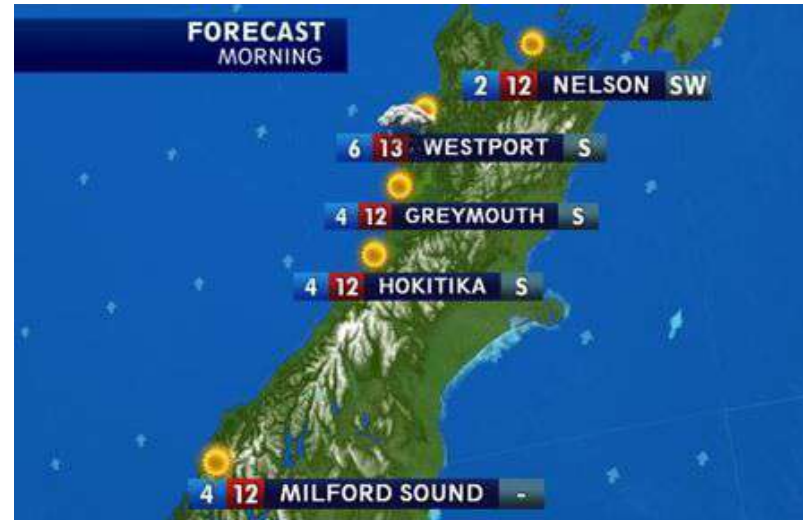 FORECAST
MORNING
2 12 NELSON SW
6 13 WESTPORT S
4 12 GREYMOUTH S
4 12 HOKITIKA S
4 12 MILFORD SOUND -